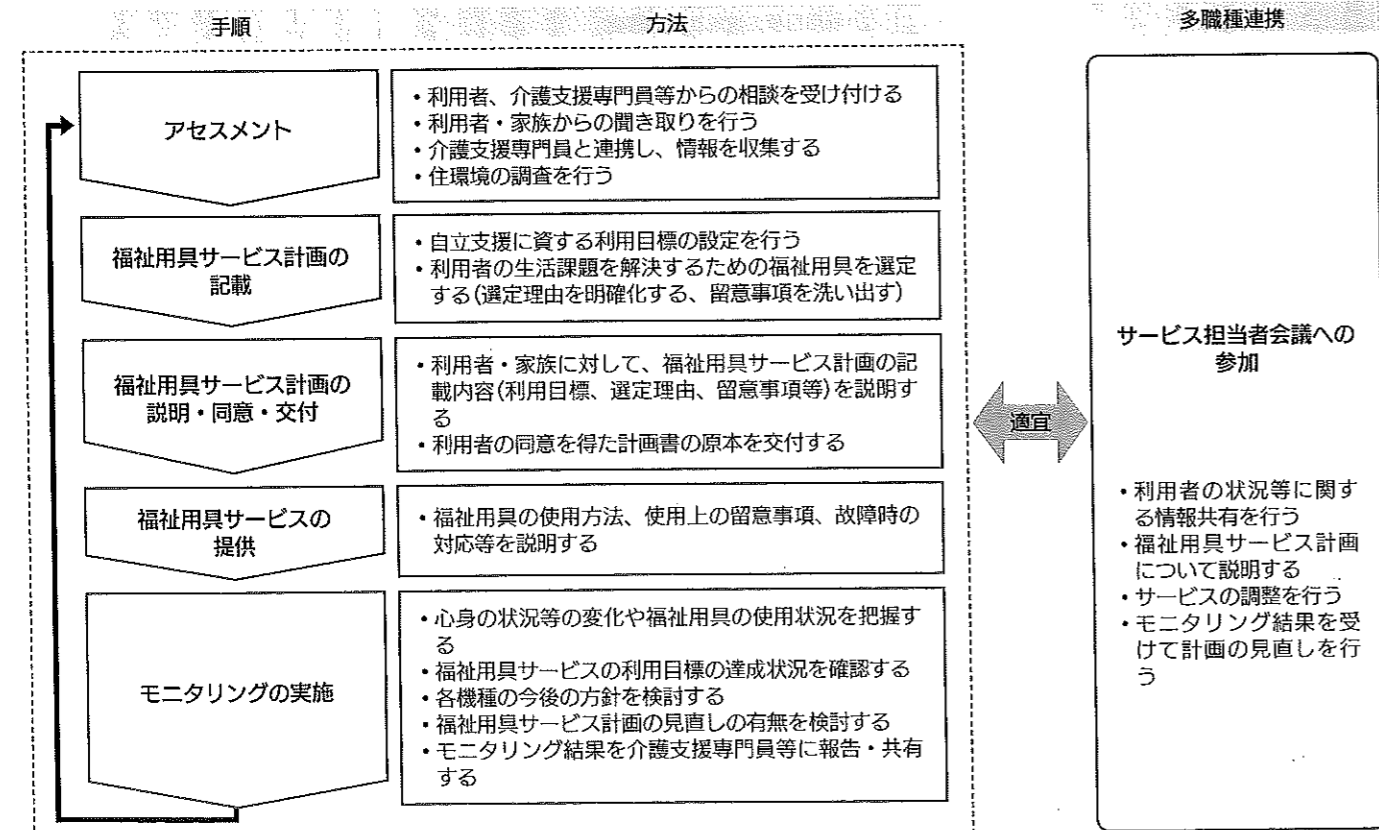 手順
方法
多職種連携
アセスメント
・利用者、介護支援専門員等からの相談を受け付ける
・利用者・家族からの聞き取りを行う
・介護支援専門員と連携し、情報を収集する
・住環境の調査を行う
福祉用具サービス計画の
記載
・自立支援に資する利用目標の設定を行う
・利用者の生活課題を解決するための福祉用具を選定
する(選定理由を明確化する、留意事項を洗い出す)
福祉用具サービス計画の
説明・同意・交付
・利用者・家族に対して、福祉用具サービス計画の記
載内容(利用目標、選定理由、留意事項等)を説明す
る
・利用者の同意を得た計画書の原本を交付する
福祉用具サービスの
提供
・福祉用具の使用方法、使用上の留意事項、故障時の
対応等を説明する
モニタリングの実施
・心身の状況等の変化や福祉用具の使用状況を把握す
る
・福祉用具サービスの利用目標の達成状況を確認する
・各機種の今後の方針を検討する
・福祉用具サービス計画の見直しの有無を検討する
・モニタリング結果を介護支援専門員等に報告・共有
する
適宜
サービス担当者会議への
参加
・利用者の状況等に関す
る情報共有を行う
・福祉用具サービス計画
について説明する
・サービスの調整を行う
・モニタリング結果を受
けて計画の見直しを行
う